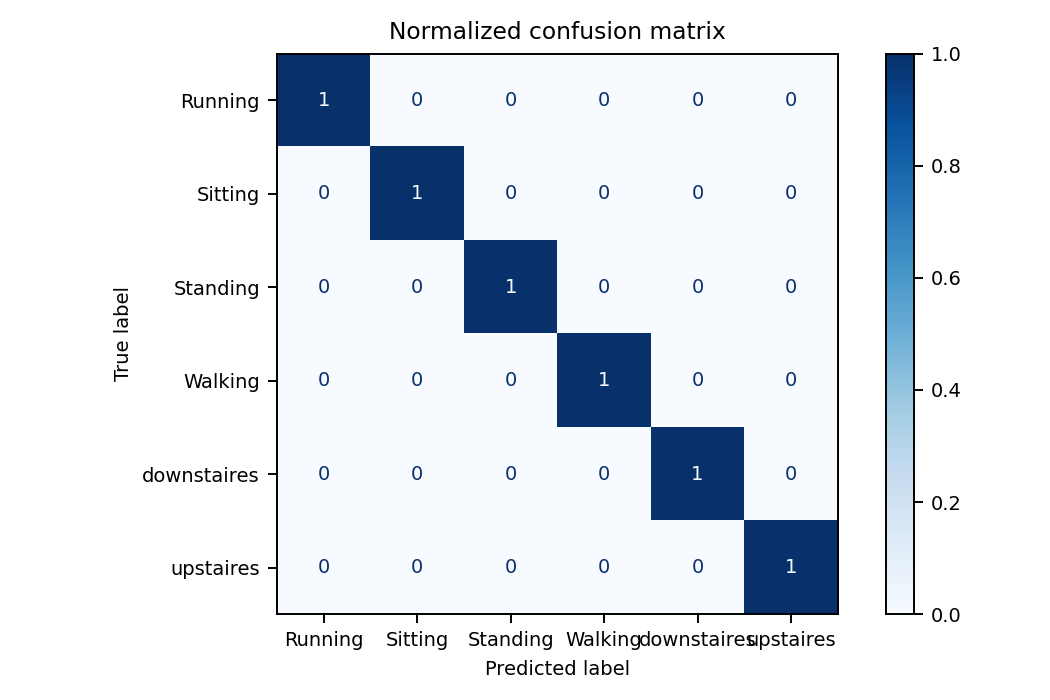 Normalized confusion matrix
True label
Running 1 0 0 0 0 0
Sitting 0 1 0 0 0 0
Standing 0 0 1 0 0 0
Walking 0 0 0 1 0 0
downstaires 0 0 0 0 1 0
upstaires 0 0 0 0 0 1
Running Sitting Standing Walking downstaires upstaires
Predicted label
1.0
0.8
0.6
0.4
0.2
0.0